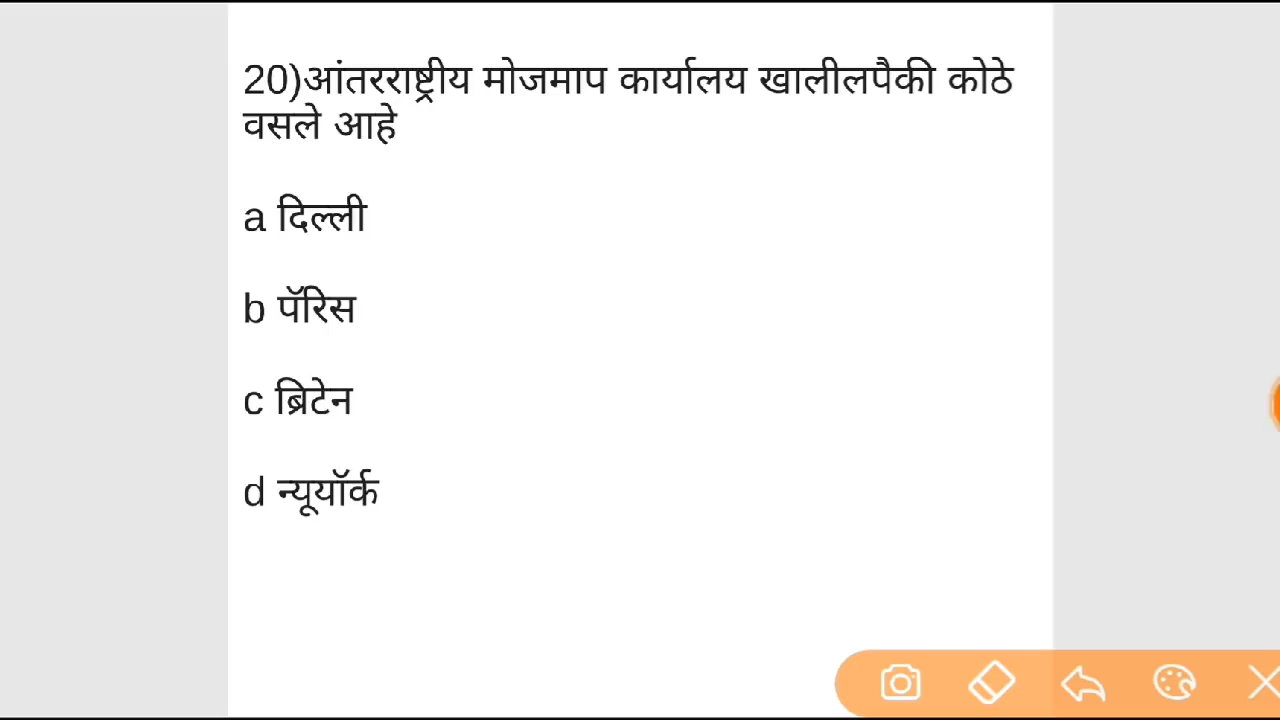 20)आंतरराष्ट्रीय मोजमाप कार्यालय खालीलपैकी कोठे
वसले आहे
a दिल्ली
b पॅरिस
c ब्रिटेन
d न्यूयॉर्क